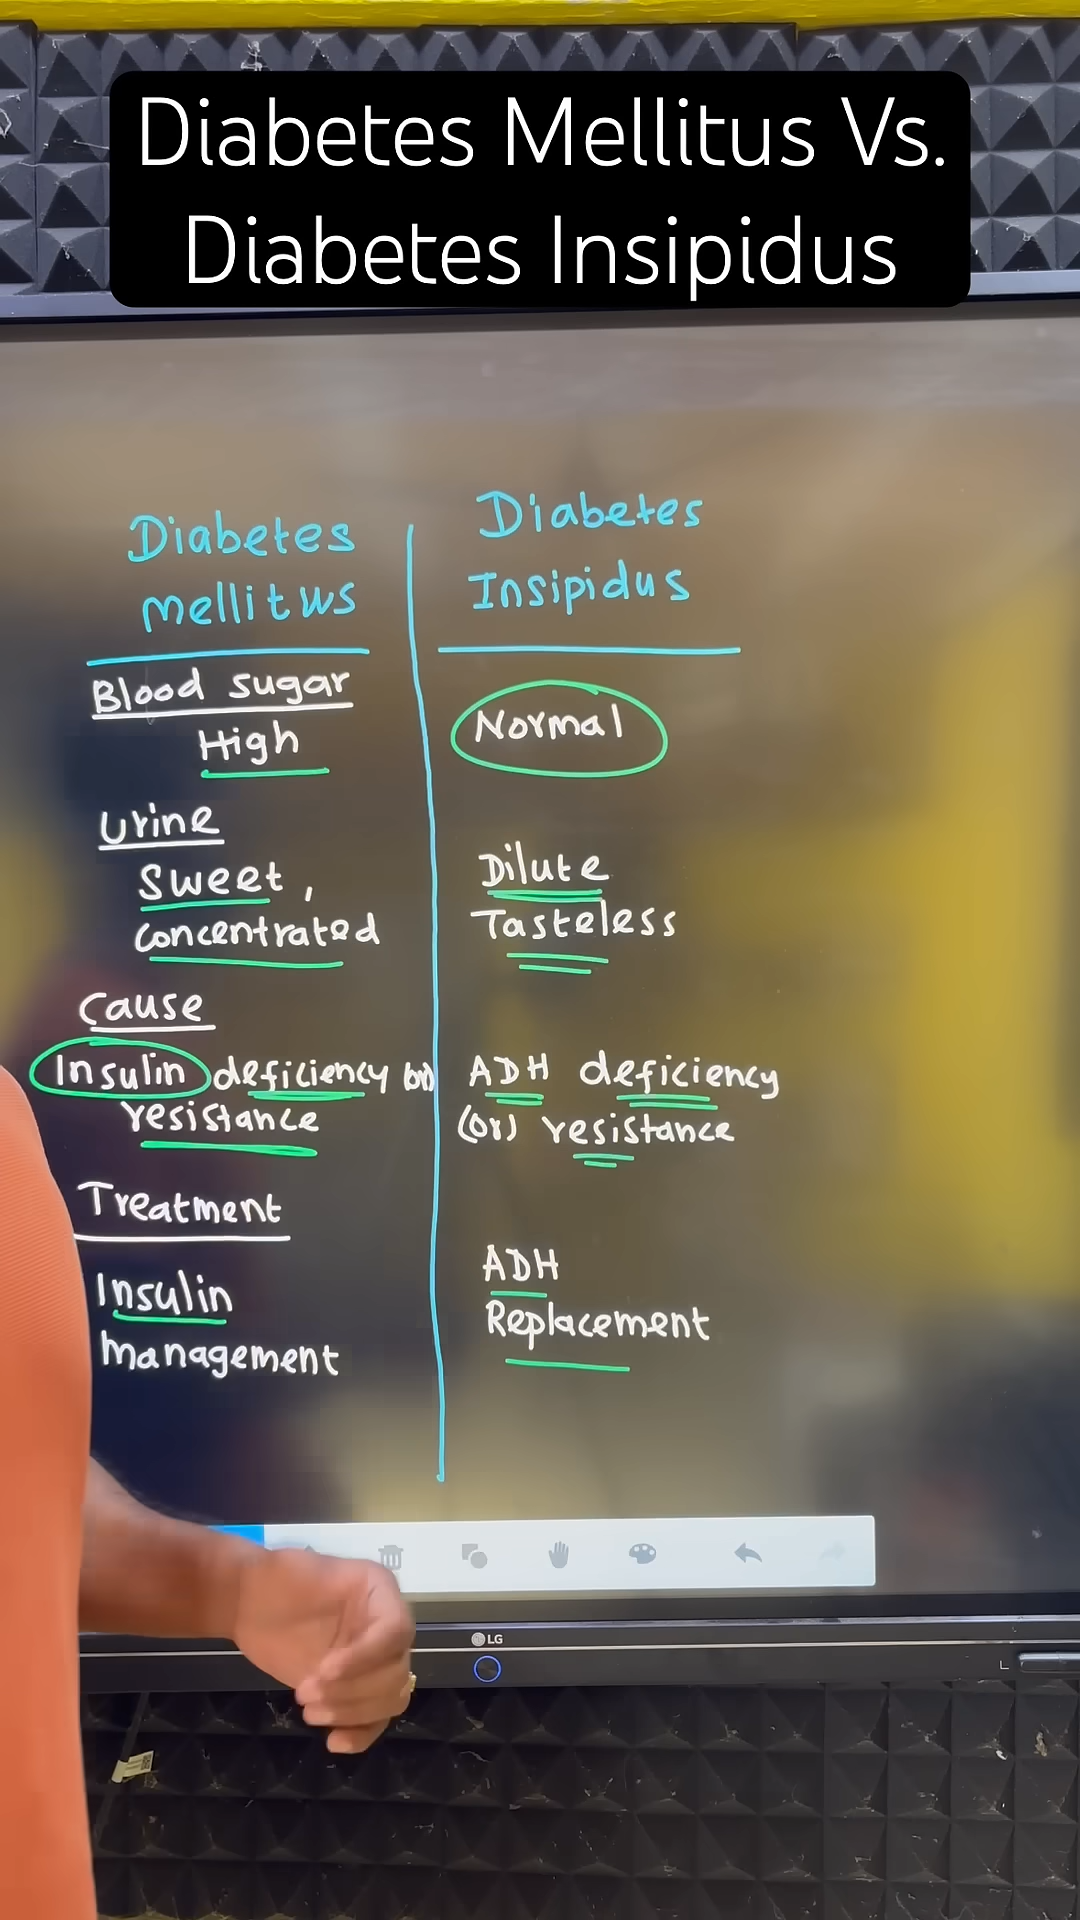 Diabetes Mellitus Vs.
Diabetes Insipidus
Diabetes
mellitus
Diabetes
Insipidus
Blood sugar
High
Normal
Urine
Sweet,
Concentrated
Dilute
Tasteless
Cause
Insulin deficiency (or)
resistance
ADH deficiency
(or) resistance
Treatment
Insulin
management
ADH
Replacement
LG